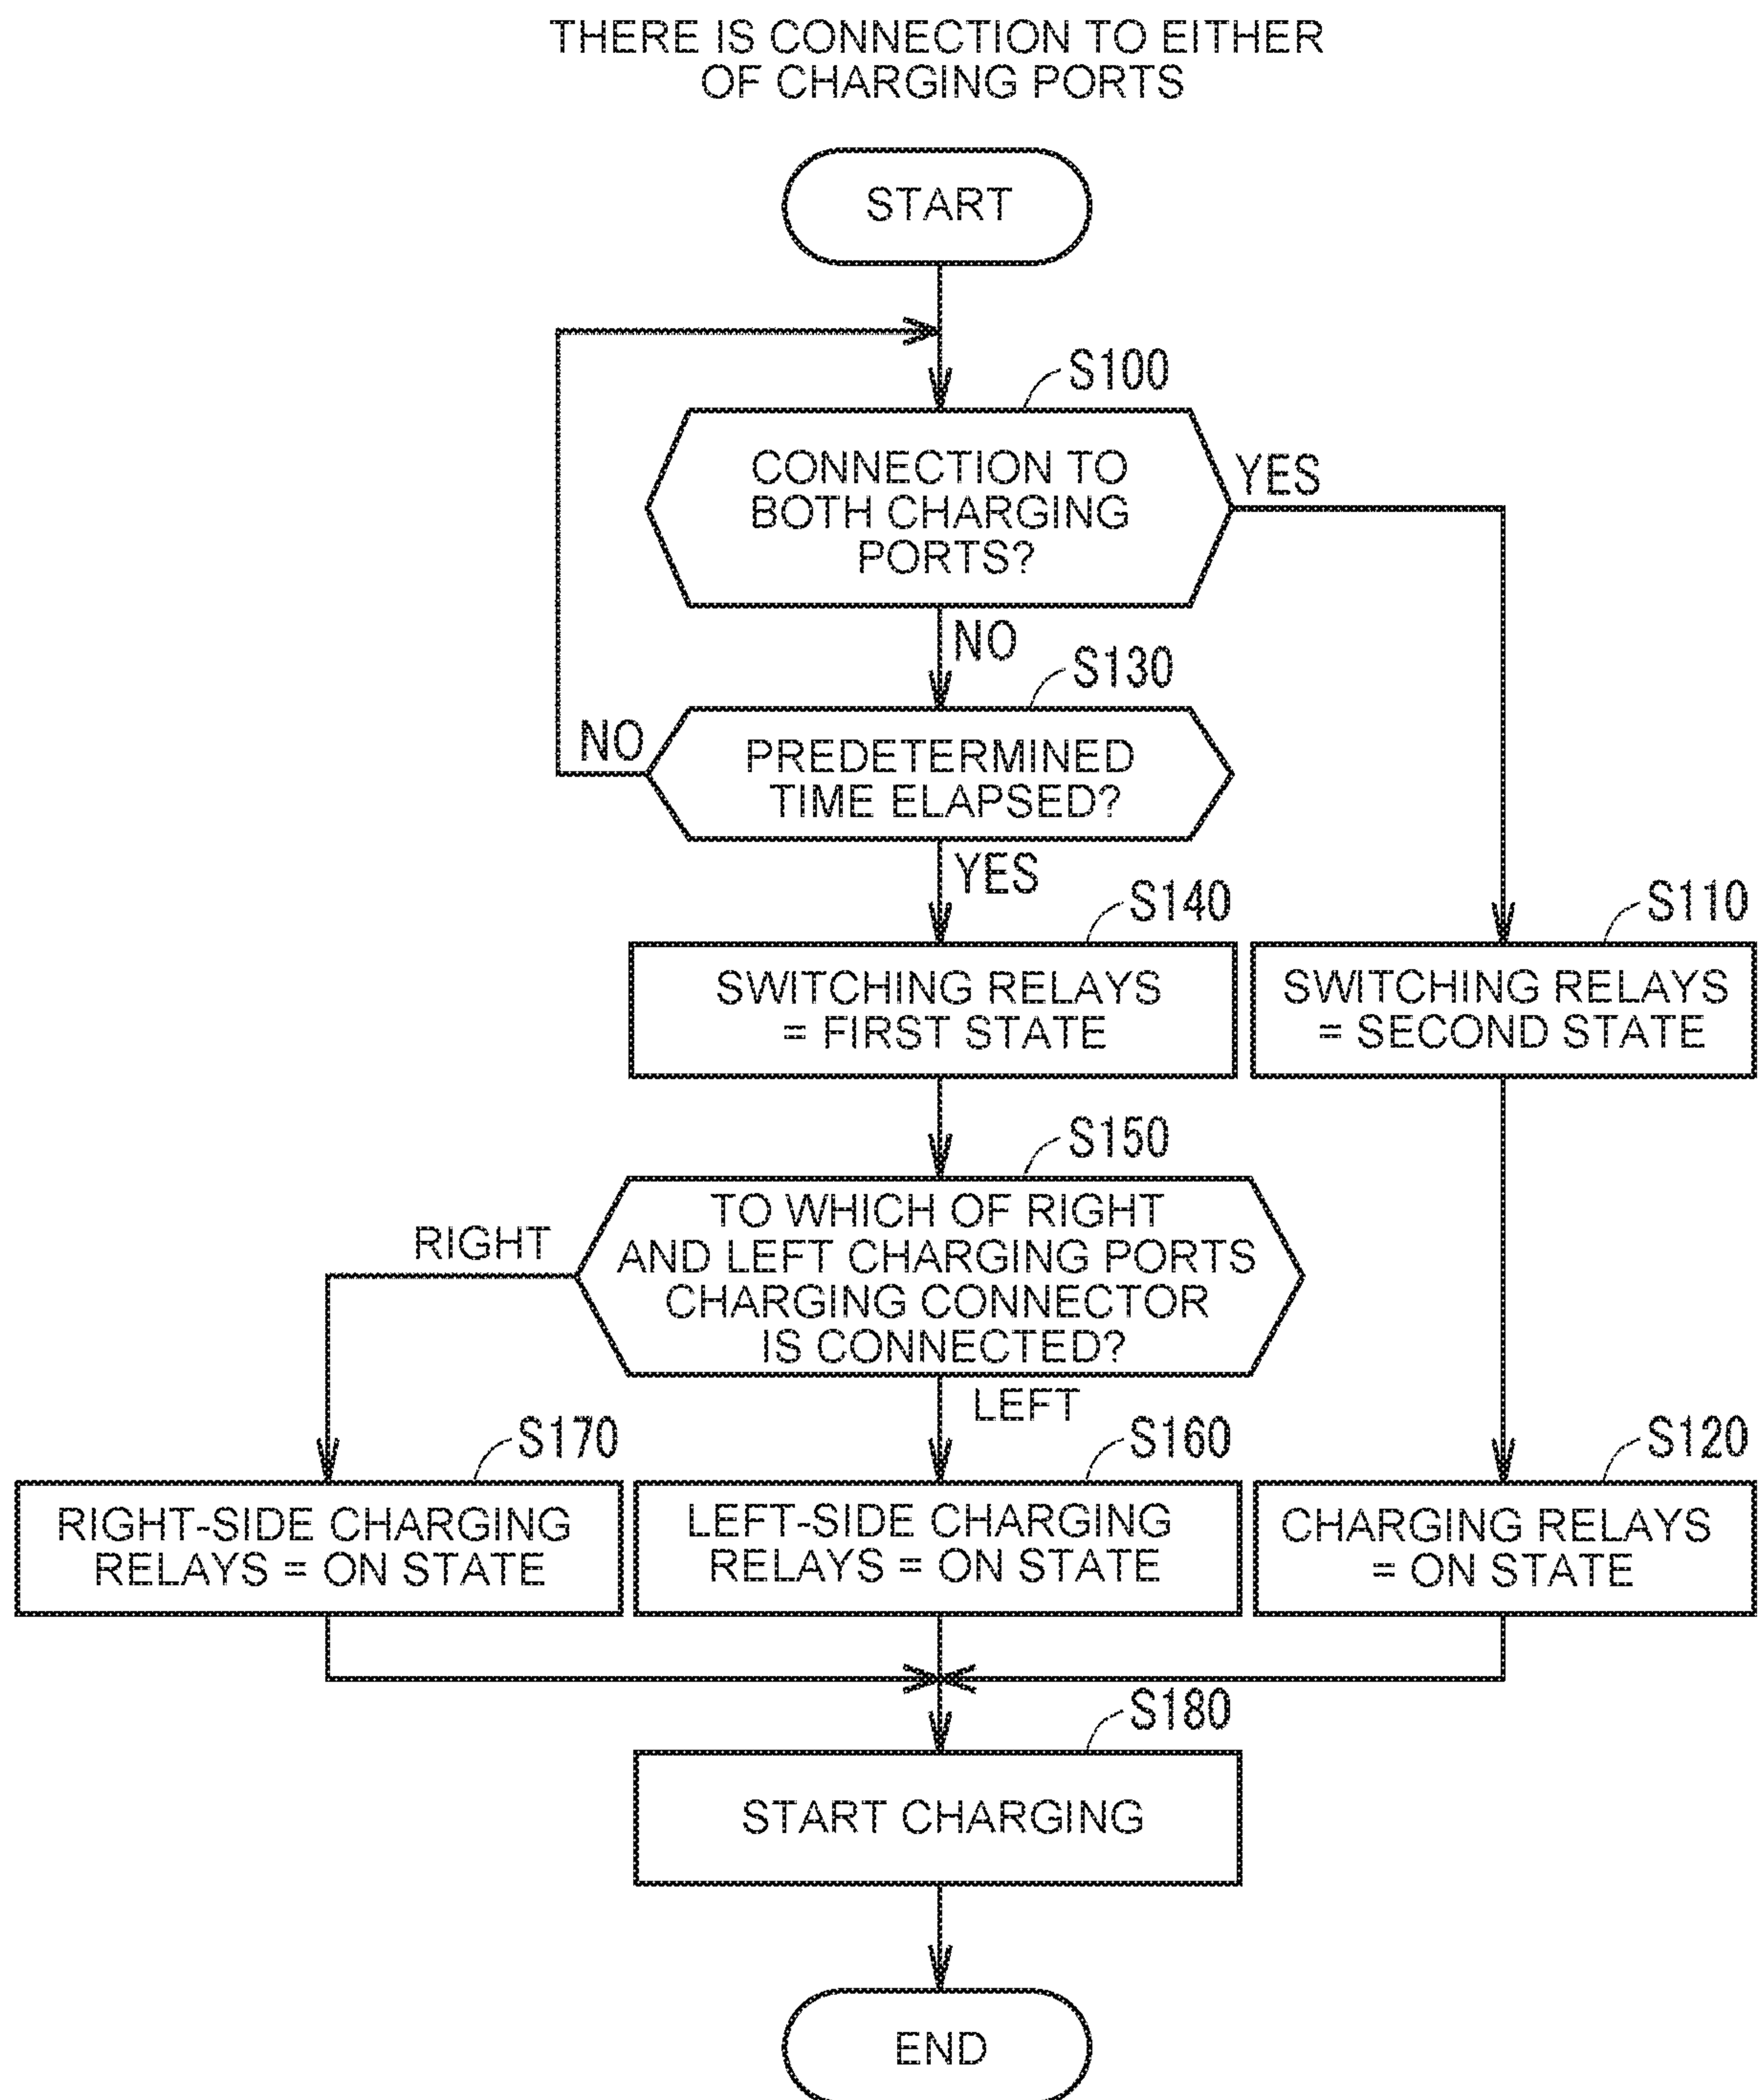 THERE IS CONNECTION TO EITHER
OF CHARGING PORTS
START
S100
CONNECTION TO
BOTH CHARGING
PORTS?
YES
NO
S130
NO
PREDETERMINED
TIME ELAPSED?
YES
S140
S110
SWITCHING RELAYS
= FIRST STATE
SWITCHING RELAYS
= SECOND STATE
S150
TO WHICH OF RIGHT
AND LEFT CHARGING PORTS
CHARGING CONNECTOR
IS CONNECTED?
RIGHT
LEFT
S170
S160
S120
RIGHT-SIDE CHARGING
RELAYS = ON STATE
LEFT-SIDE CHARGING
RELAYS = ON STATE
CHARGING RELAYS
= ON STATE
S180
START CHARGING
END